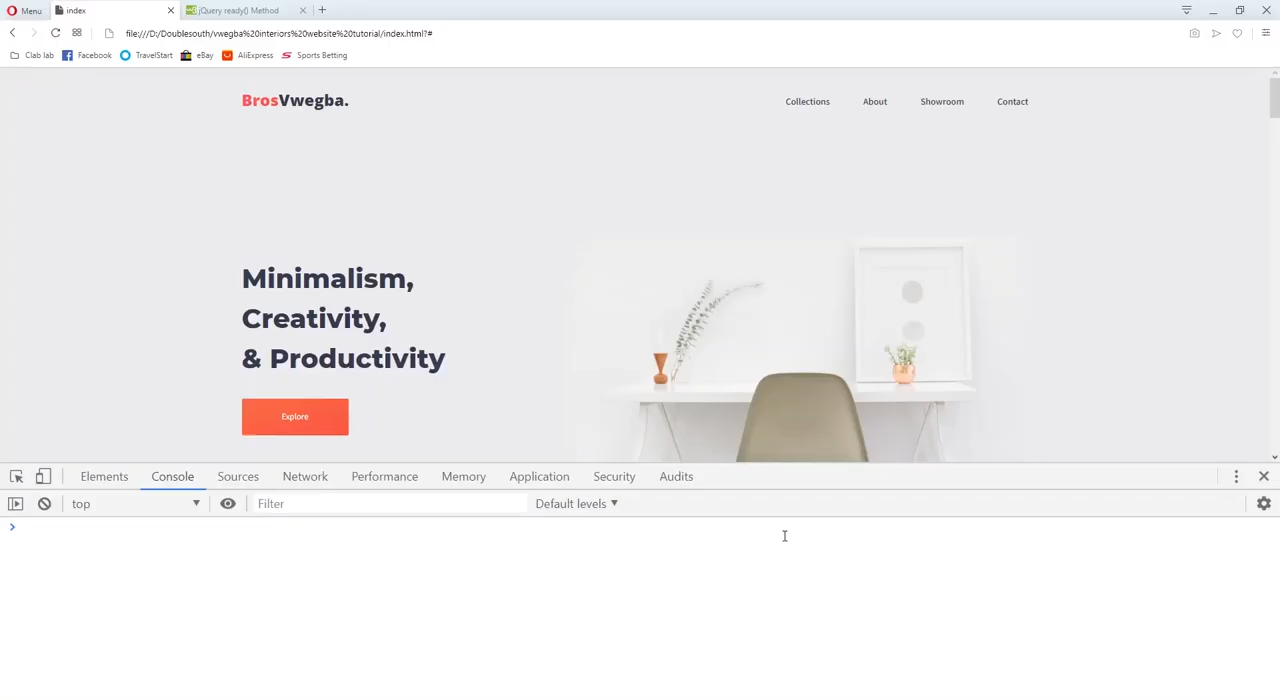 Menu
index
jQuery ready() Method
file:///D:/Doublesouth/vwegba%20interiors%20website%20tutorial/index.html?#
Clab lab
Facebook
TravelStart
eBay
AliExpress
Sports Betting
BrosVwegba.
Collections
About
Showroom
Contact
Minimalism,
Creativity,
& Productivity
Explore
Elements
Console
Sources
Network
Performance
Memory
Application
Security
Audits
top
Filter
Default levels